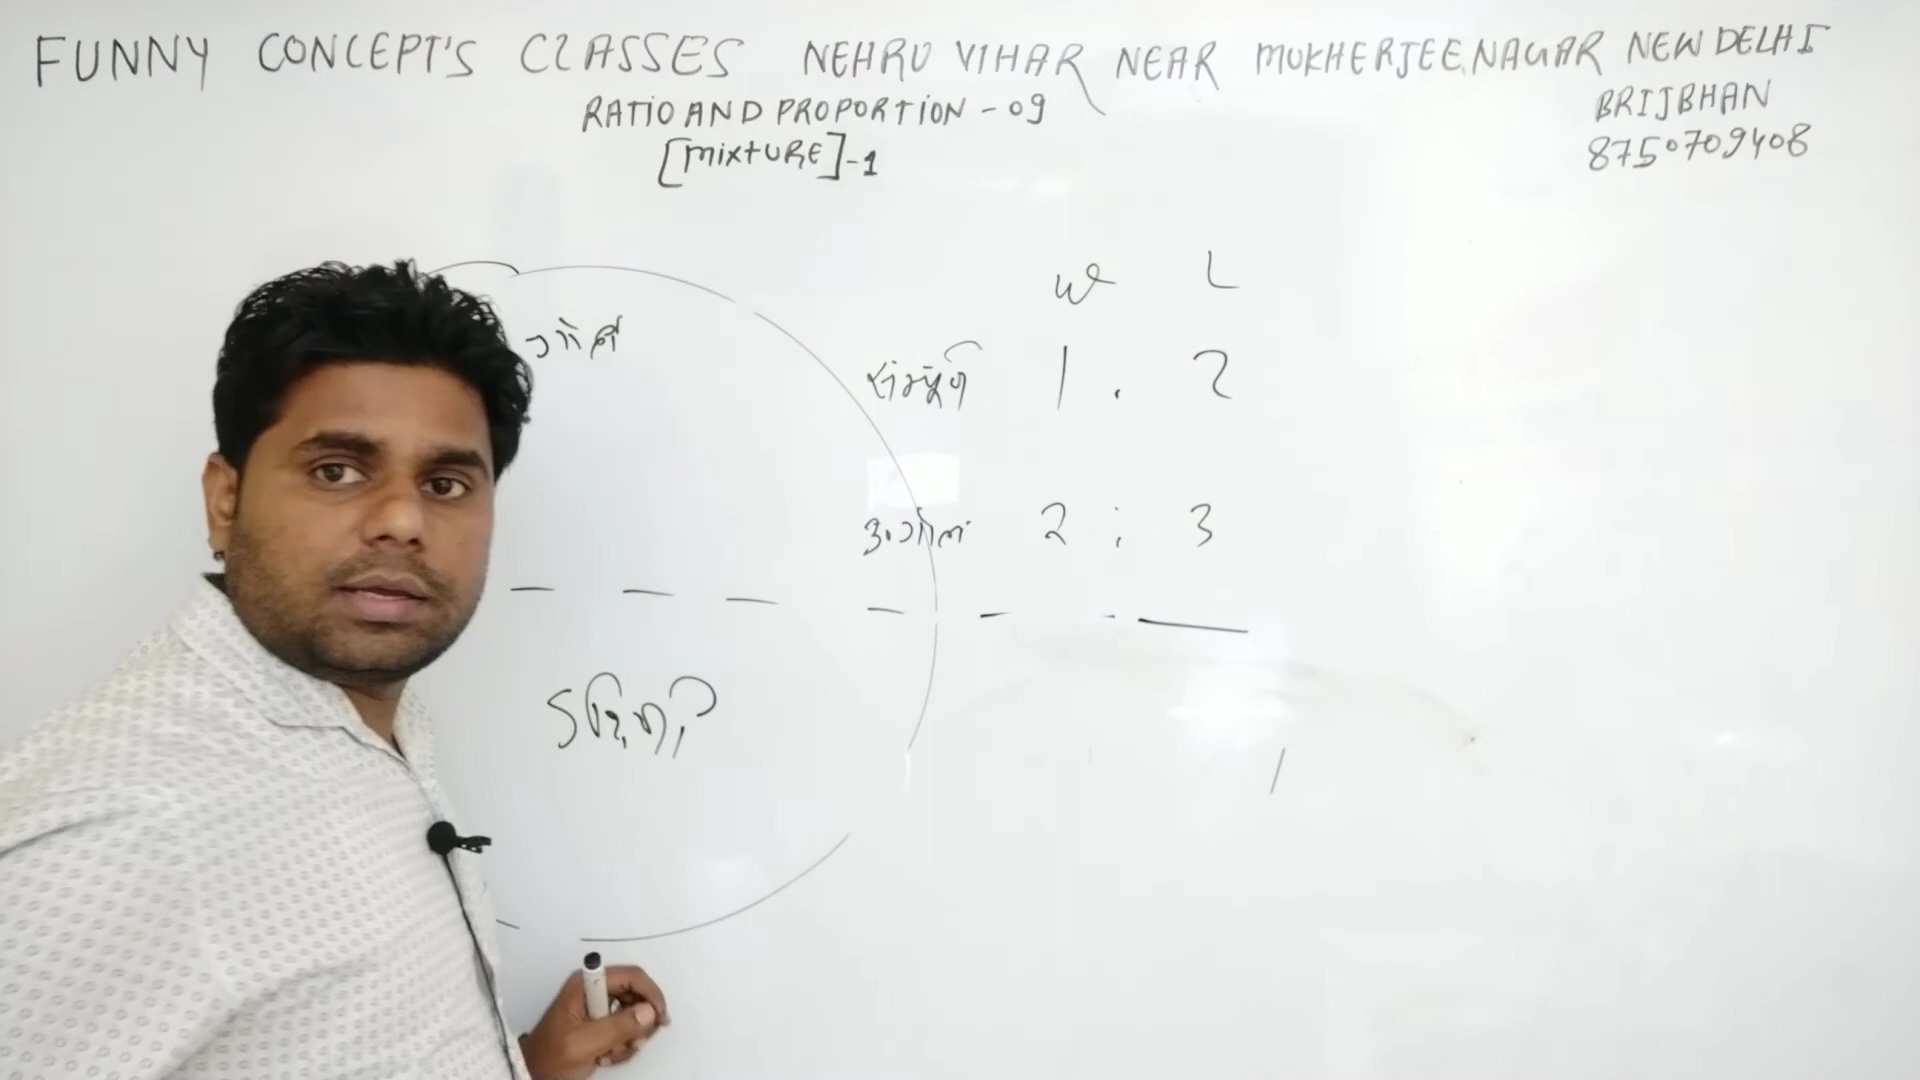 FUNNY CONCEPT'S CLASSES NEHRU VIHAR NEAR MUKHERJEE NAGAR NEW DELHI
RATIO AND PROPORTION - 09
BRIJBHAN
[MIXTURE]-1
8750709408
W L
1 . 2
2 : 3